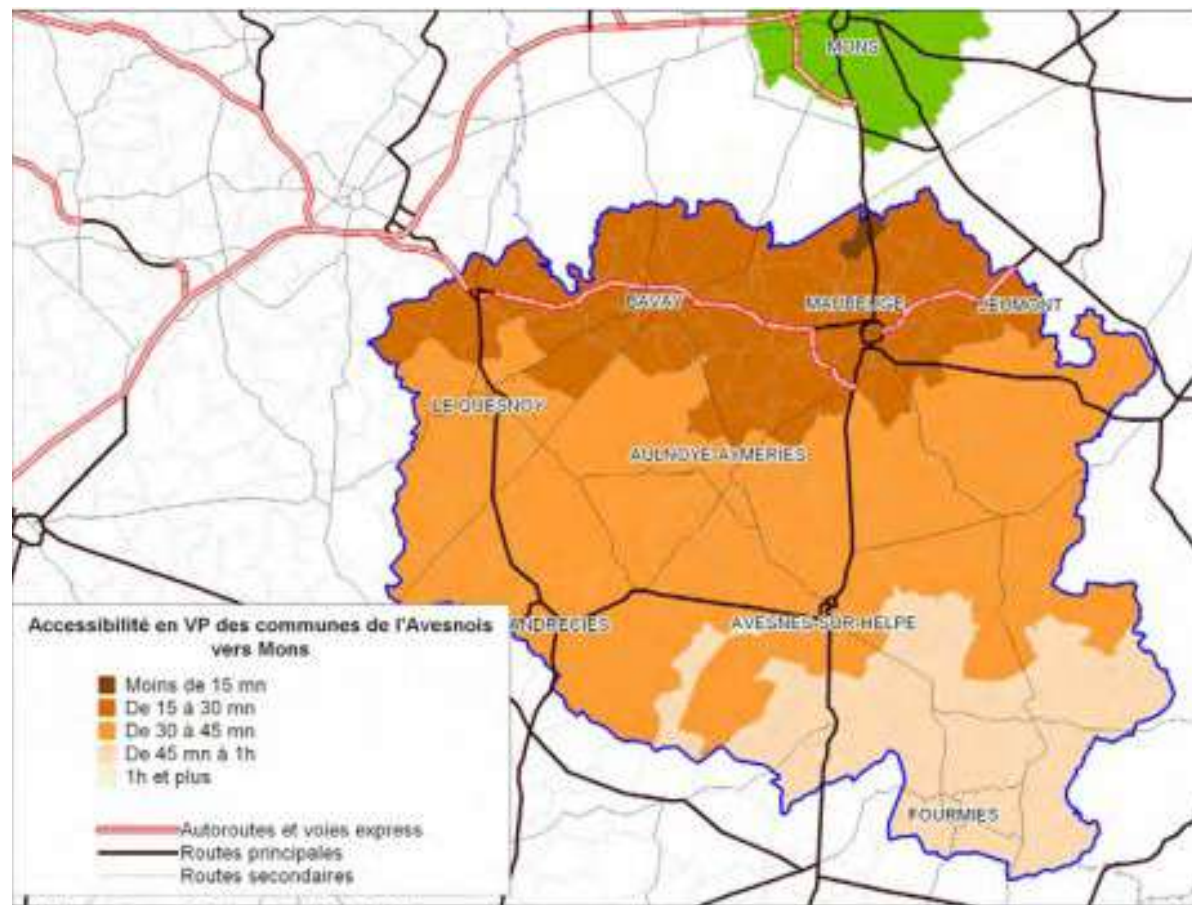 MONS
BAVAY
MAUBEUGE
JEUMONT
LE QUESNOY
AULNOYE-AYMERIES
ANDRECIES
AVESNES-SUR-HELPE
FOURMIES
Accessibilité en VP des communes de l'Avesnois
vers Mons
Moins de 15 mn
De 15 à 30 mn
De 30 à 45 mn
De 45 mn à 1h
1h et plus
Autoroutes et voies express
Routes principales
Routes secondaires